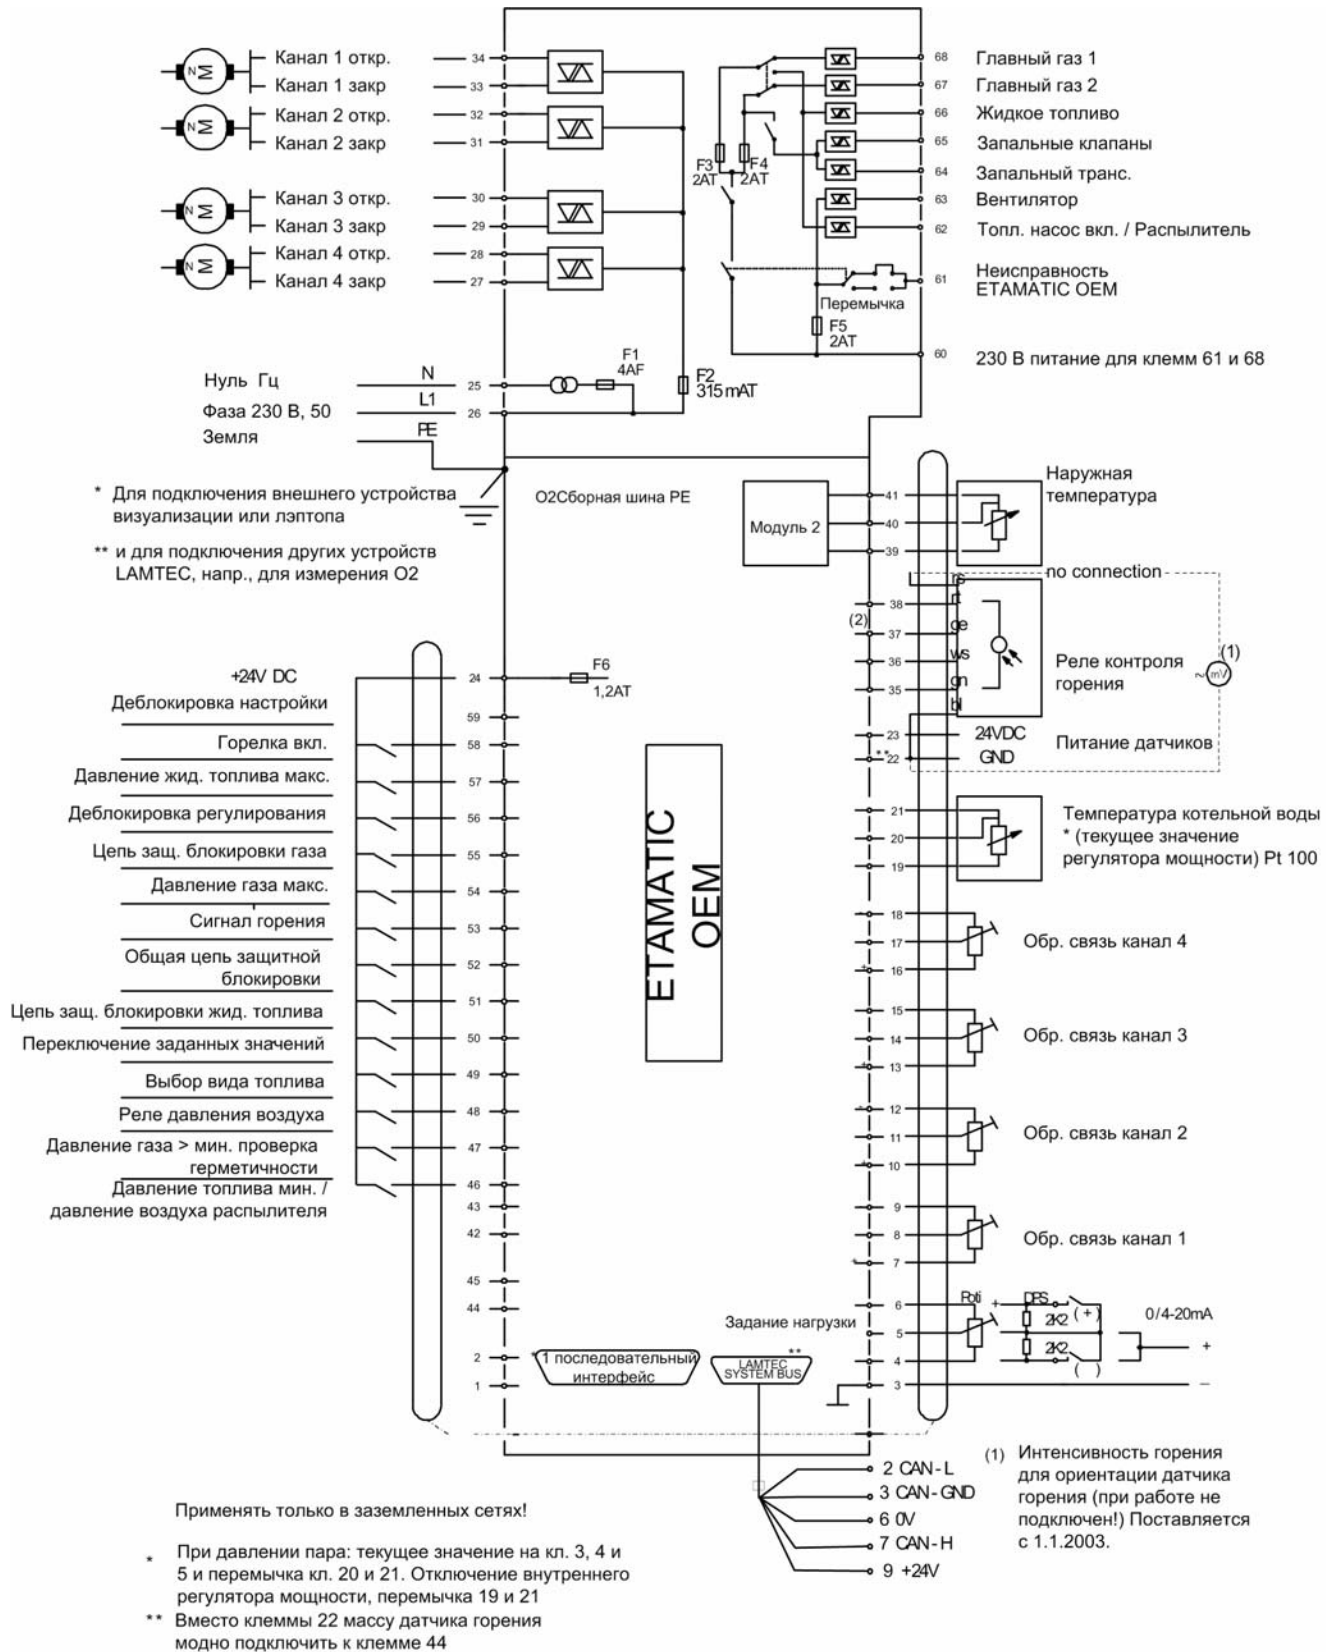 Канал 1 откр.
34
Канал 1 закр
33
Канал 2 откр.
32
Канал 2 закр
31
Канал 3 откр.
30
Канал 3 закр
29
Канал 4 откр.
28
Канал 4 закр
27
N M
N M
N M
N M
68 Главный газ 1
67 Главный газ 2
66 Жидкое топливо
65 Запальные клапаны
64 Запальный транс.
63 Вентилятор
62 Топл. насос вкл. / Распылитель
61 Неисправность
ETAMATIC OEM
60 230 В питание для клемм 61 и 68
F3
2AT
F4
2AT
Перемычка
F5
2AT
F1
4AF
F2
315 mAT
Нуль Гц N 25
Фаза 230 В, 50 L1 26
Земля PE
* Для подключения внешнего устройства
визуализации или лэптопа
** и для подключения других устройств
LAMTEC, напр., для измерения O2
O2Сборная шина PE
Модуль 2
41
40
39
Наружная
температура
no connection
rs
38 rt
(2)
37 ge
36 ws
35 gn
bl
Реле контроля
горения
(1)
~ mV
23 24VDC
** 22 GND
Питание датчиков
21
20
19
Температура котельной воды
* (текущее значение
регулятора мощности) Pt 100
- 18
17
+ 16
Обр. связь канал 4
15
14
+ 13
Обр. связь канал 3
- 12
11
+ 10
Обр. связь канал 2
9
8
+ 7
Обр. связь канал 1
6
5
4
3
Задание нагрузки
Poti
+ DPS
2K2 (+)
2K2
( )
0/4-20mA
+
−
+24V DC 24
F6
1,2AT
Деблокировка настройки
59
Горелка вкл.
58
Давление жид. топлива макс.
57
Деблокировка регулирования
56
Цепь защ. блокировки газа
55
Давление газа макс.
54
Сигнал горения
53
Общая цепь защитной
блокировки
52
Цепь защ. блокировки жид. топлива
51
Переключение заданных значений
50
Выбор вида топлива
49
Реле давления воздуха
48
Давление газа > мин. проверка
герметичности
47
Давление топлива мин. /
давление воздуха распылителя
46
43
42
45
44
2
1
ETAMATIC
OEM
* 1 последовательный
интерфейс
**
LAMTEC
SYSTEM BUS
2 CAN-L
3 CAN-GND
6 0V
7 CAN-H
9 +24V
(1) Интенсивность горения
для ориентации датчика
горения (при работе не
подключен!) Поставляется
с 1.1.2003.
Применять только в заземленных сетях!
* При давлении пара: текущее значение на кл. 3, 4 и
5 и перемычка кл. 20 и 21. Отключение внутреннего
регулятора мощности, перемычка 19 и 21
** Вместо клеммы 22 массу датчика горения
модно подключить к клемме 44